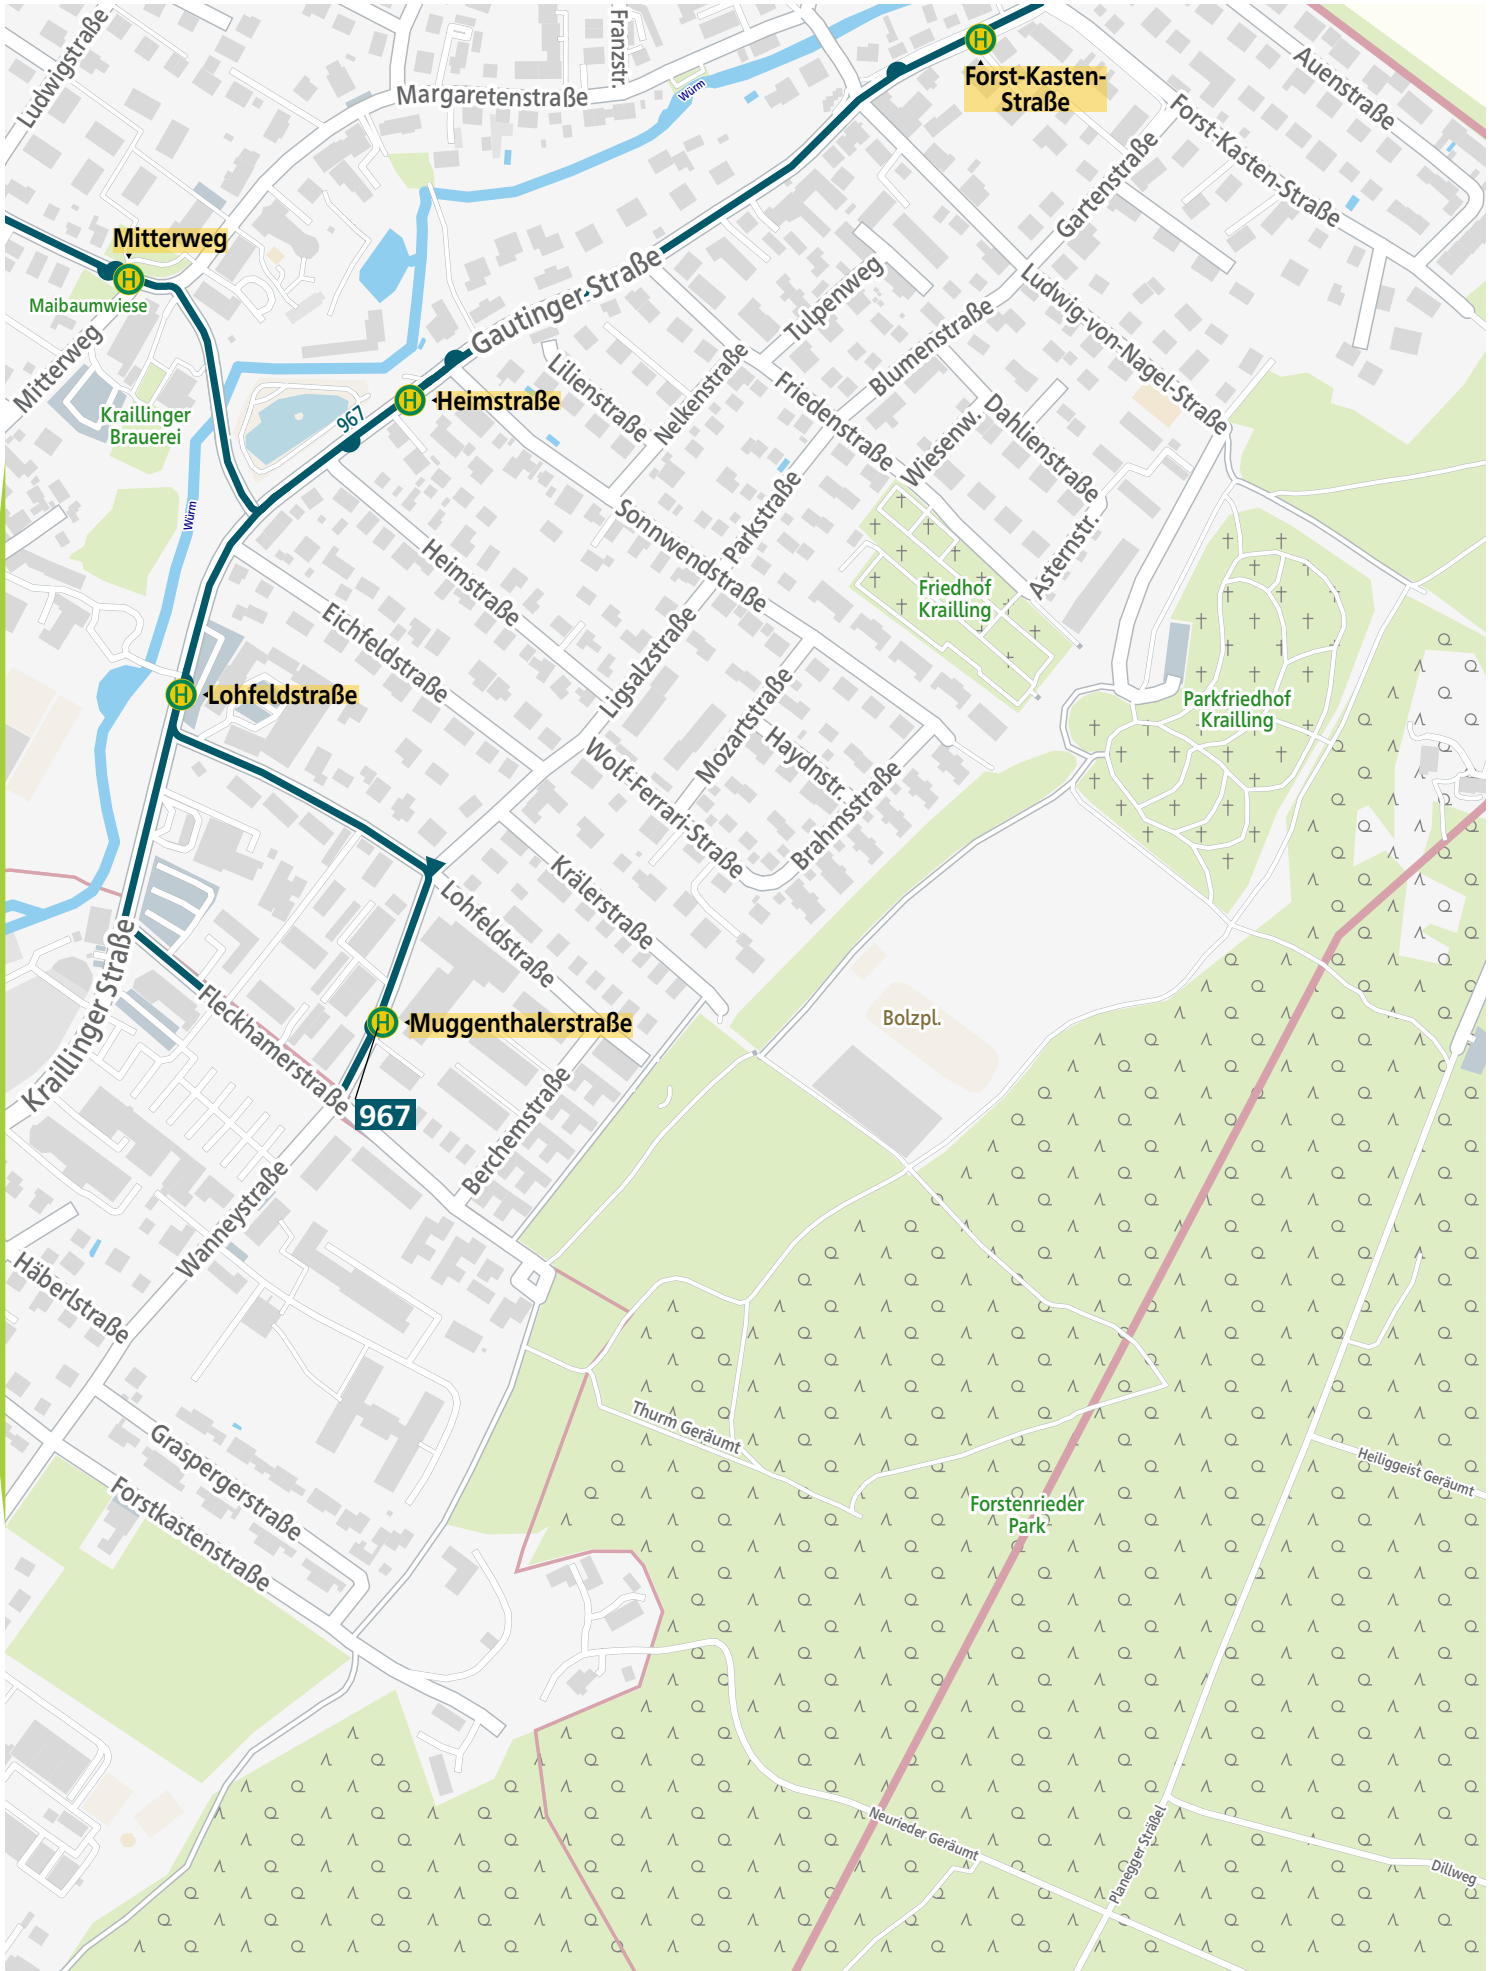 Ludwigstraße
Franzstr.
Margaretenstraße
Würm
H
Forst-Kasten-
Straße
Auenstraße
Forst-Kasten-Straße
Gartenstraße
Mitterweg
H
Maibaumwiese
Mitterweg
Kraillinger
Brauerei
Gautinger Straße
Tulpenweg
Ludwig-von-Nagel-Straße
Blumenstraße
Lilienstraße
Nelkenstraße
Friedenstraße
H
Heimstraße
967
Wiesenw.
Dahlienstraße
Würm
Sonnwendstraße
Parkstraße
Heimstraße
Asternstr.
Friedhof
Krailling
Eichfeldstraße
Ligsalzstraße
H
Lohfeldstraße
Parkfriedhof
Krailling
Mozartstraße
Haydnstr.
Wolf-Ferrari-Straße
Brahmsstraße
Krälerstraße
Lohfeldstraße
Kraillinger Straße
Fleckhamerstraße
H
Muggenthalerstraße
Bolzpl.
967
Berchemstraße
Wanneystraße
Häberlstraße
Thurm Geräumt
Graspergerstraße
Heiliggeist Geräumt
Forstkastenstraße
Forstenrieder
Park
Neurieder Geräumt
Planegger Sträßel
Dillweg